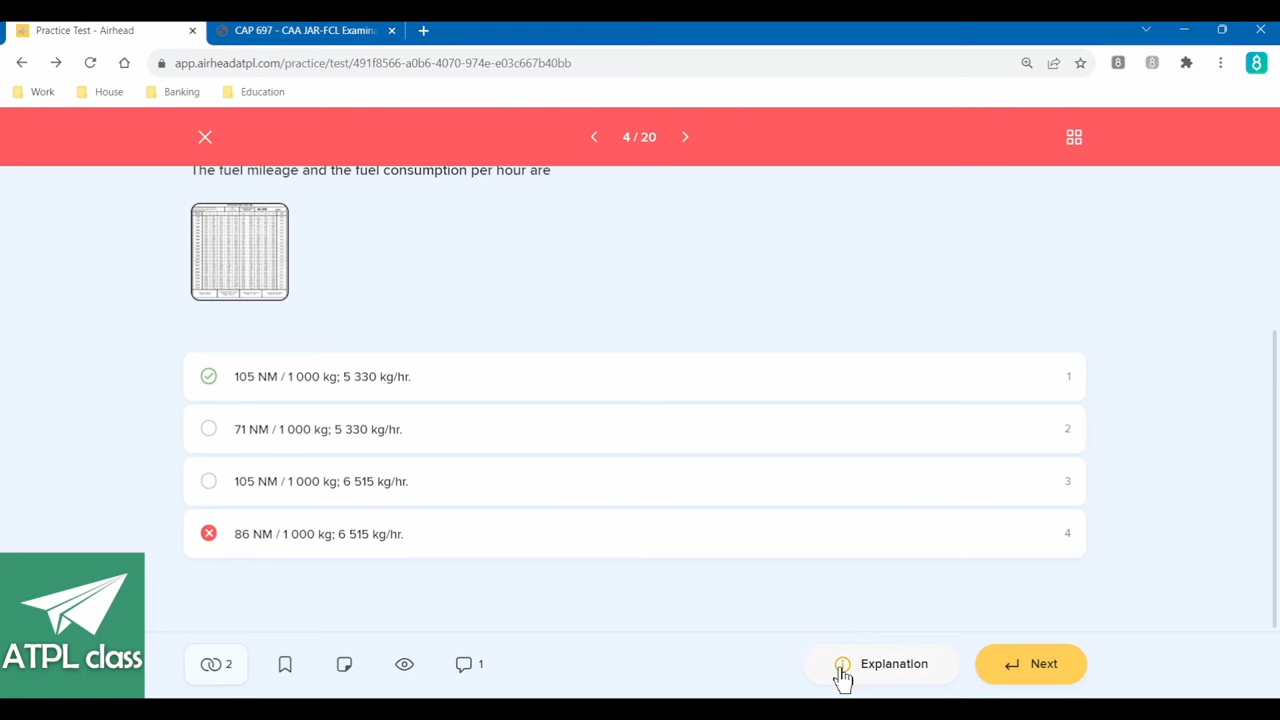 Practice Test - Airhead
CAP 697 - CAA JAR-FCL Examina
app.airheadatpl.com/practice/test/491f8566-a0b6-4070-974e-e03c667b40bb
Work
House
Banking
Education
4 / 20
The fuel mileage and the fuel consumption per hour are
105 NM / 1 000 kg; 5 330 kg/hr.
1
71 NM / 1 000 kg; 5 330 kg/hr.
2
105 NM / 1 000 kg; 6 515 kg/hr.
3
86 NM / 1 000 kg; 6 515 kg/hr.
4
ATPL class
2
1
Explanation
Next